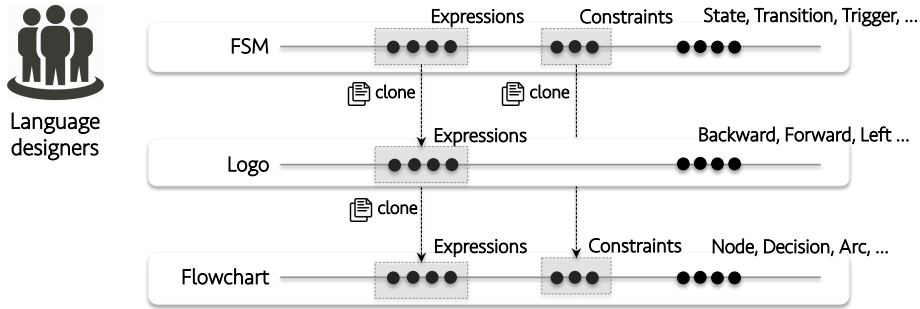 Expressions
Constraints
State, Transition, Trigger, ...
FSM
clone
clone
Language
designers
Expressions
Backward, Forward, Left ...
Logo
clone
Expressions
Constraints
Node, Decision, Arc, ...
Flowchart